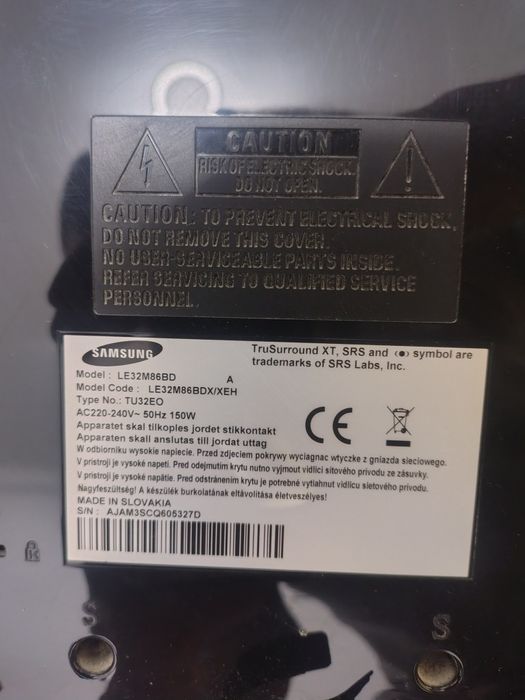 CAUTION
RISK OF ELECTRIC SHOCK.
DO NOT OPEN.
CAUTION: TO PREVENT ELECTRICAL SHOCK,
DO NOT REMOVE THIS COVER.
NO USER-SERVICEABLE PARTS INSIDE.
REFER SERVICING TO QUALIFIED SERVICE
PERSONNEL.
SAMSUNG
TruSurround XT, SRS and (●) symbol are
trademarks of SRS Labs, Inc.
Model : LE32M86BD A
Model Code : LE32M86BDX/XEH
Type No.: TU32EO
AC220-240V~ 50Hz 150W
Apparatet skal tilkoples jordet stikkontakt
Apparaten skall anslutas till jordat uttag
W odbiorniku wysokie napiecie. Przed zdjeciem pokrywy wyciagnac wtyczke z gniazda sieciowego.
V pristroji je vysoké napeti. Pred odejmutím krytu nutno vyjmout vidlici sitového privodu ze zásuvky.
V pristroji je vysoké napätie. Pred odstránením krytu je potrebné vytiahnut vidlicu sietového privodu.
Nagyfeszültség! A készülék burkolatának eltávolítása életveszélyes!
MADE IN SLOVAKIA
S/N : AJAM3SCQ605327D
CE
K
S
S